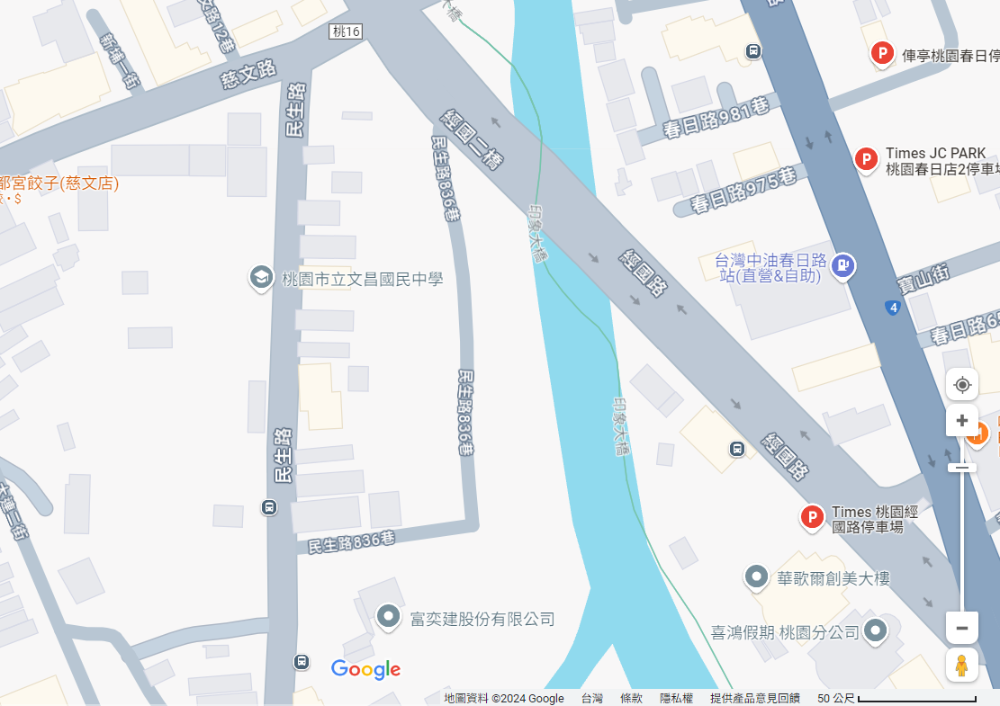 桃16
慈文路
新埔一街
民生路
經國二橋
民生路836巷
春日路981巷
俥亭桃園春日停
Times JC PARK
桃園春日店2停車場
春日路975巷
印象大橋
都宮餃子(慈文店)
$
桃園市立文昌國民中學
經國路
台灣中油春日路
站(直營&自助)
寶山街
4
春日路65
民生路836巷
印象大橋
民生路
經國路
Times 桃園經
國路停車場
民生路836巷
華歌爾創美大樓
富奕建股份有限公司
喜鴻假期 桃園分公司
Google
地圖資料 ©2024 Google
台灣
條款
隱私權
提供產品意見回饋
50 公尺